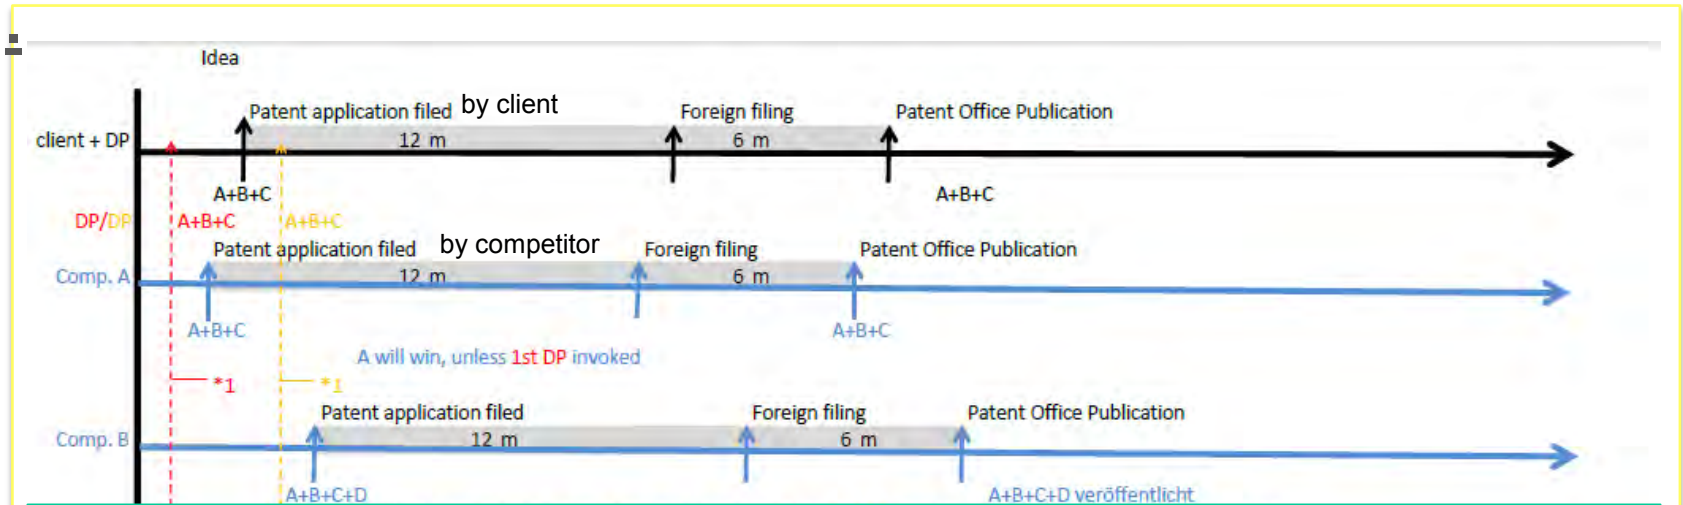 Idea
Patent application filed by client
Foreign filing
Patent Office Publication
client + DP
12 m
6 m
A+B+C
A+B+C
DP/DP
A+B+C
A+B+C
Patent application filed by competitor
Foreign filing
Patent Office Publication
Comp. A
12 m
6 m
A+B+C
A+B+C
A will win, unless 1st DP invoked
*1
*1
Patent application filed
Foreign filing
Patent Office Publication
Comp. B
12 m
6 m
A+B+C+D
A+B+C+D veröffentlicht